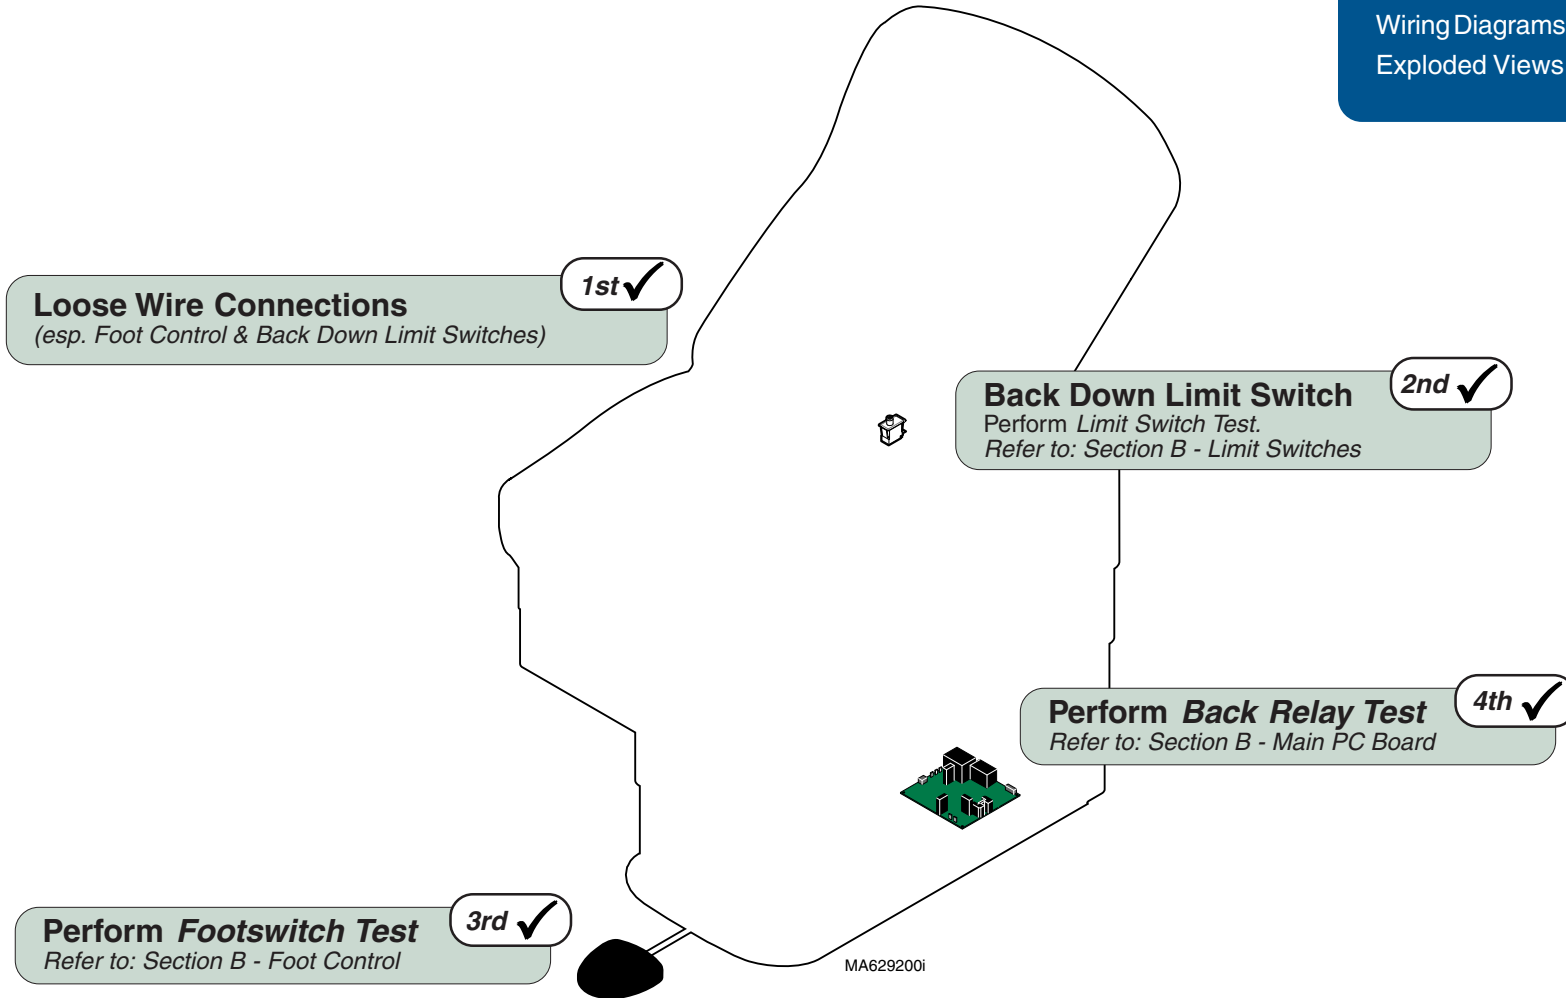 Wiring Diagrams
Exploded Views
1st
Loose Wire Connections
(esp. Foot Control & Back Down Limit Switches)
2nd
Back Down Limit Switch
Perform Limit Switch Test.
Refer to: Section B - Limit Switches
4th
Perform Back Relay Test
Refer to: Section B - Main PC Board
3rd
Perform Footswitch Test
Refer to: Section B - Foot Control
MA629200i